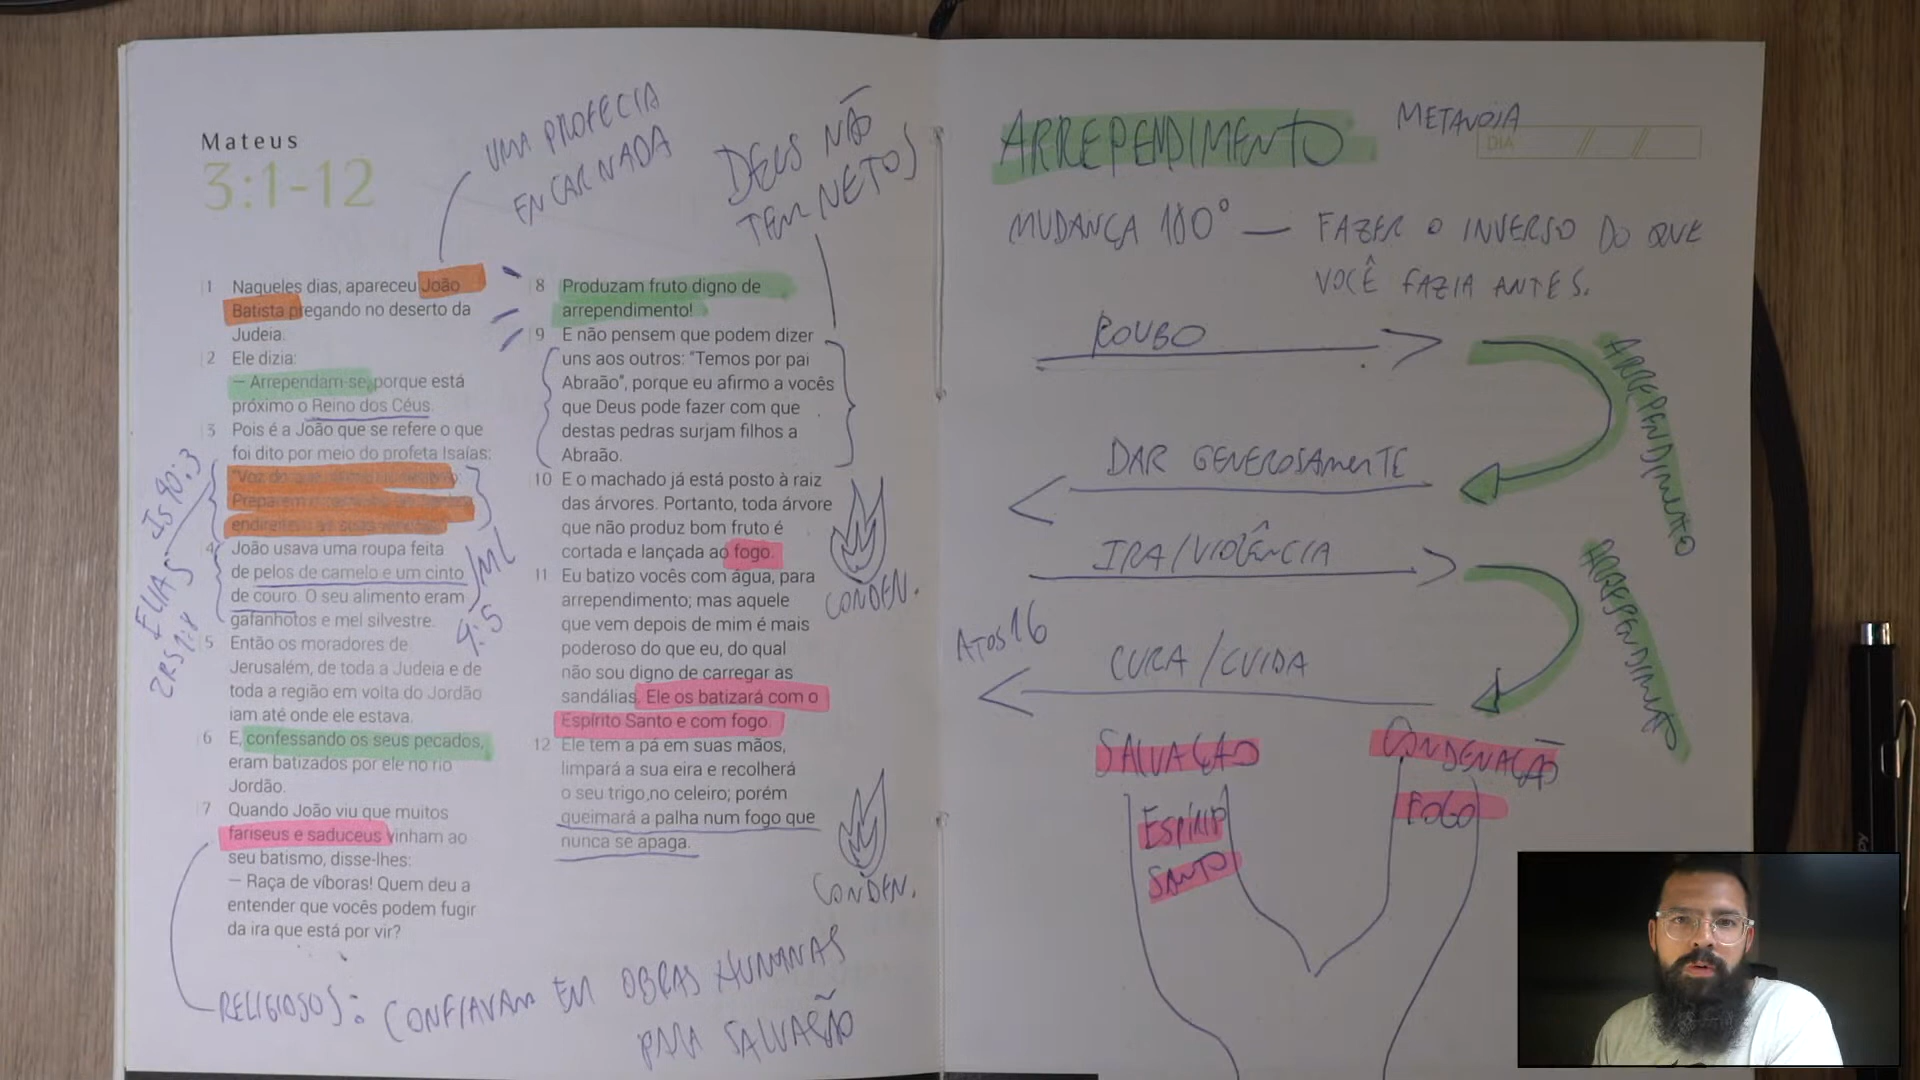 Mateus
3:1-12
UMA PROFECIA
ENCARNADA
DEUS NÃO
TEM NETOS
1 Naqueles dias, apareceu João
Batista pregando no deserto da
Judeia.
2 Ele dizia:
— Arrependam-se, porque está
próximo o Reino dos Céus.
3 Pois é a João que se refere o que
foi dito por meio do profeta Isaías:
"Voz do que
Preparem o
endireitem as suas veredas
4 João usava uma roupa feita
de pelos de camelo e um cinto
de couro. O seu alimento eram
gafanhotos e mel silvestre.
5 Então os moradores de
Jerusalém, de toda a Judeia e de
toda a região em volta do Jordão
iam até onde ele estava.
6 E, confessando os seus pecados,
eram batizados por ele no rio
Jordão.
7 Quando João viu que muitos
fariseus e saduceus vinham ao
seu batismo, disse-lhes:
— Raça de víboras! Quem deu a
entender que vocês podem fugir
da ira que está por vir?
Is 40:3
ELIAS
2RS 1:8
ML
4:5
8 Produzam fruto digno de
arrependimento!
9 E não pensem que podem dizer
uns aos outros: "Temos por pai
Abraão", porque eu afirmo a vocês
que Deus pode fazer com que
destas pedras surjam filhos a
Abraão.
10 E o machado já está posto à raiz
das árvores. Portanto, toda árvore
que não produz bom fruto é
cortada e lançada ao fogo.
11 Eu batizo vocês com água, para
arrependimento; mas aquele
que vem depois de mim é mais
poderoso do que eu, do qual
não sou digno de carregar as
sandálias. Ele os batizará com o
Espírito Santo e com fogo.
12 Ele tem a pá em suas mãos,
limpará a sua eira e recolherá
o seu trigo no celeiro; porém
queimará a palha num fogo que
nunca se apaga.
CONDEN.
CONDEN.
RELIGIOSOS: CONFIAVAM EM OBRAS HUMANAS
PARA SALVAÇÃO
ARREPENDIMENTO
METANOIA
DIA / /
MUDANÇA 180° — FAZER O INVERSO DO QUE
VOCÊ FAZIA ANTES.
ROUBO
ARREPENDIMENTO
DAR GENEROSAMENTE
IRA/VIOLÊNCIA
ARREPENDIMENTO
ATOS 16
CURA/CUIDA
SALVAÇÃO
CONDENAÇÃO
ESPÍRITO
SANTO
FOGO